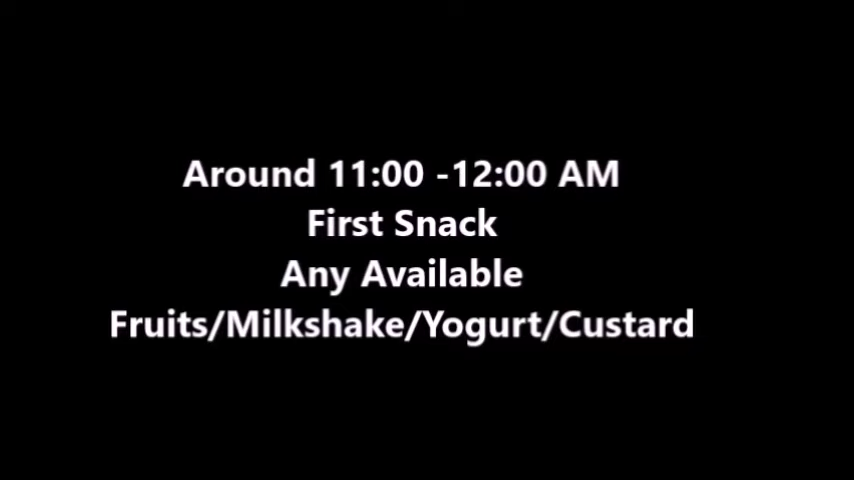 Around 11:00 -12:00 AM
First Snack
Any Available
Fruits/Milkshake/Yogurt/Custard